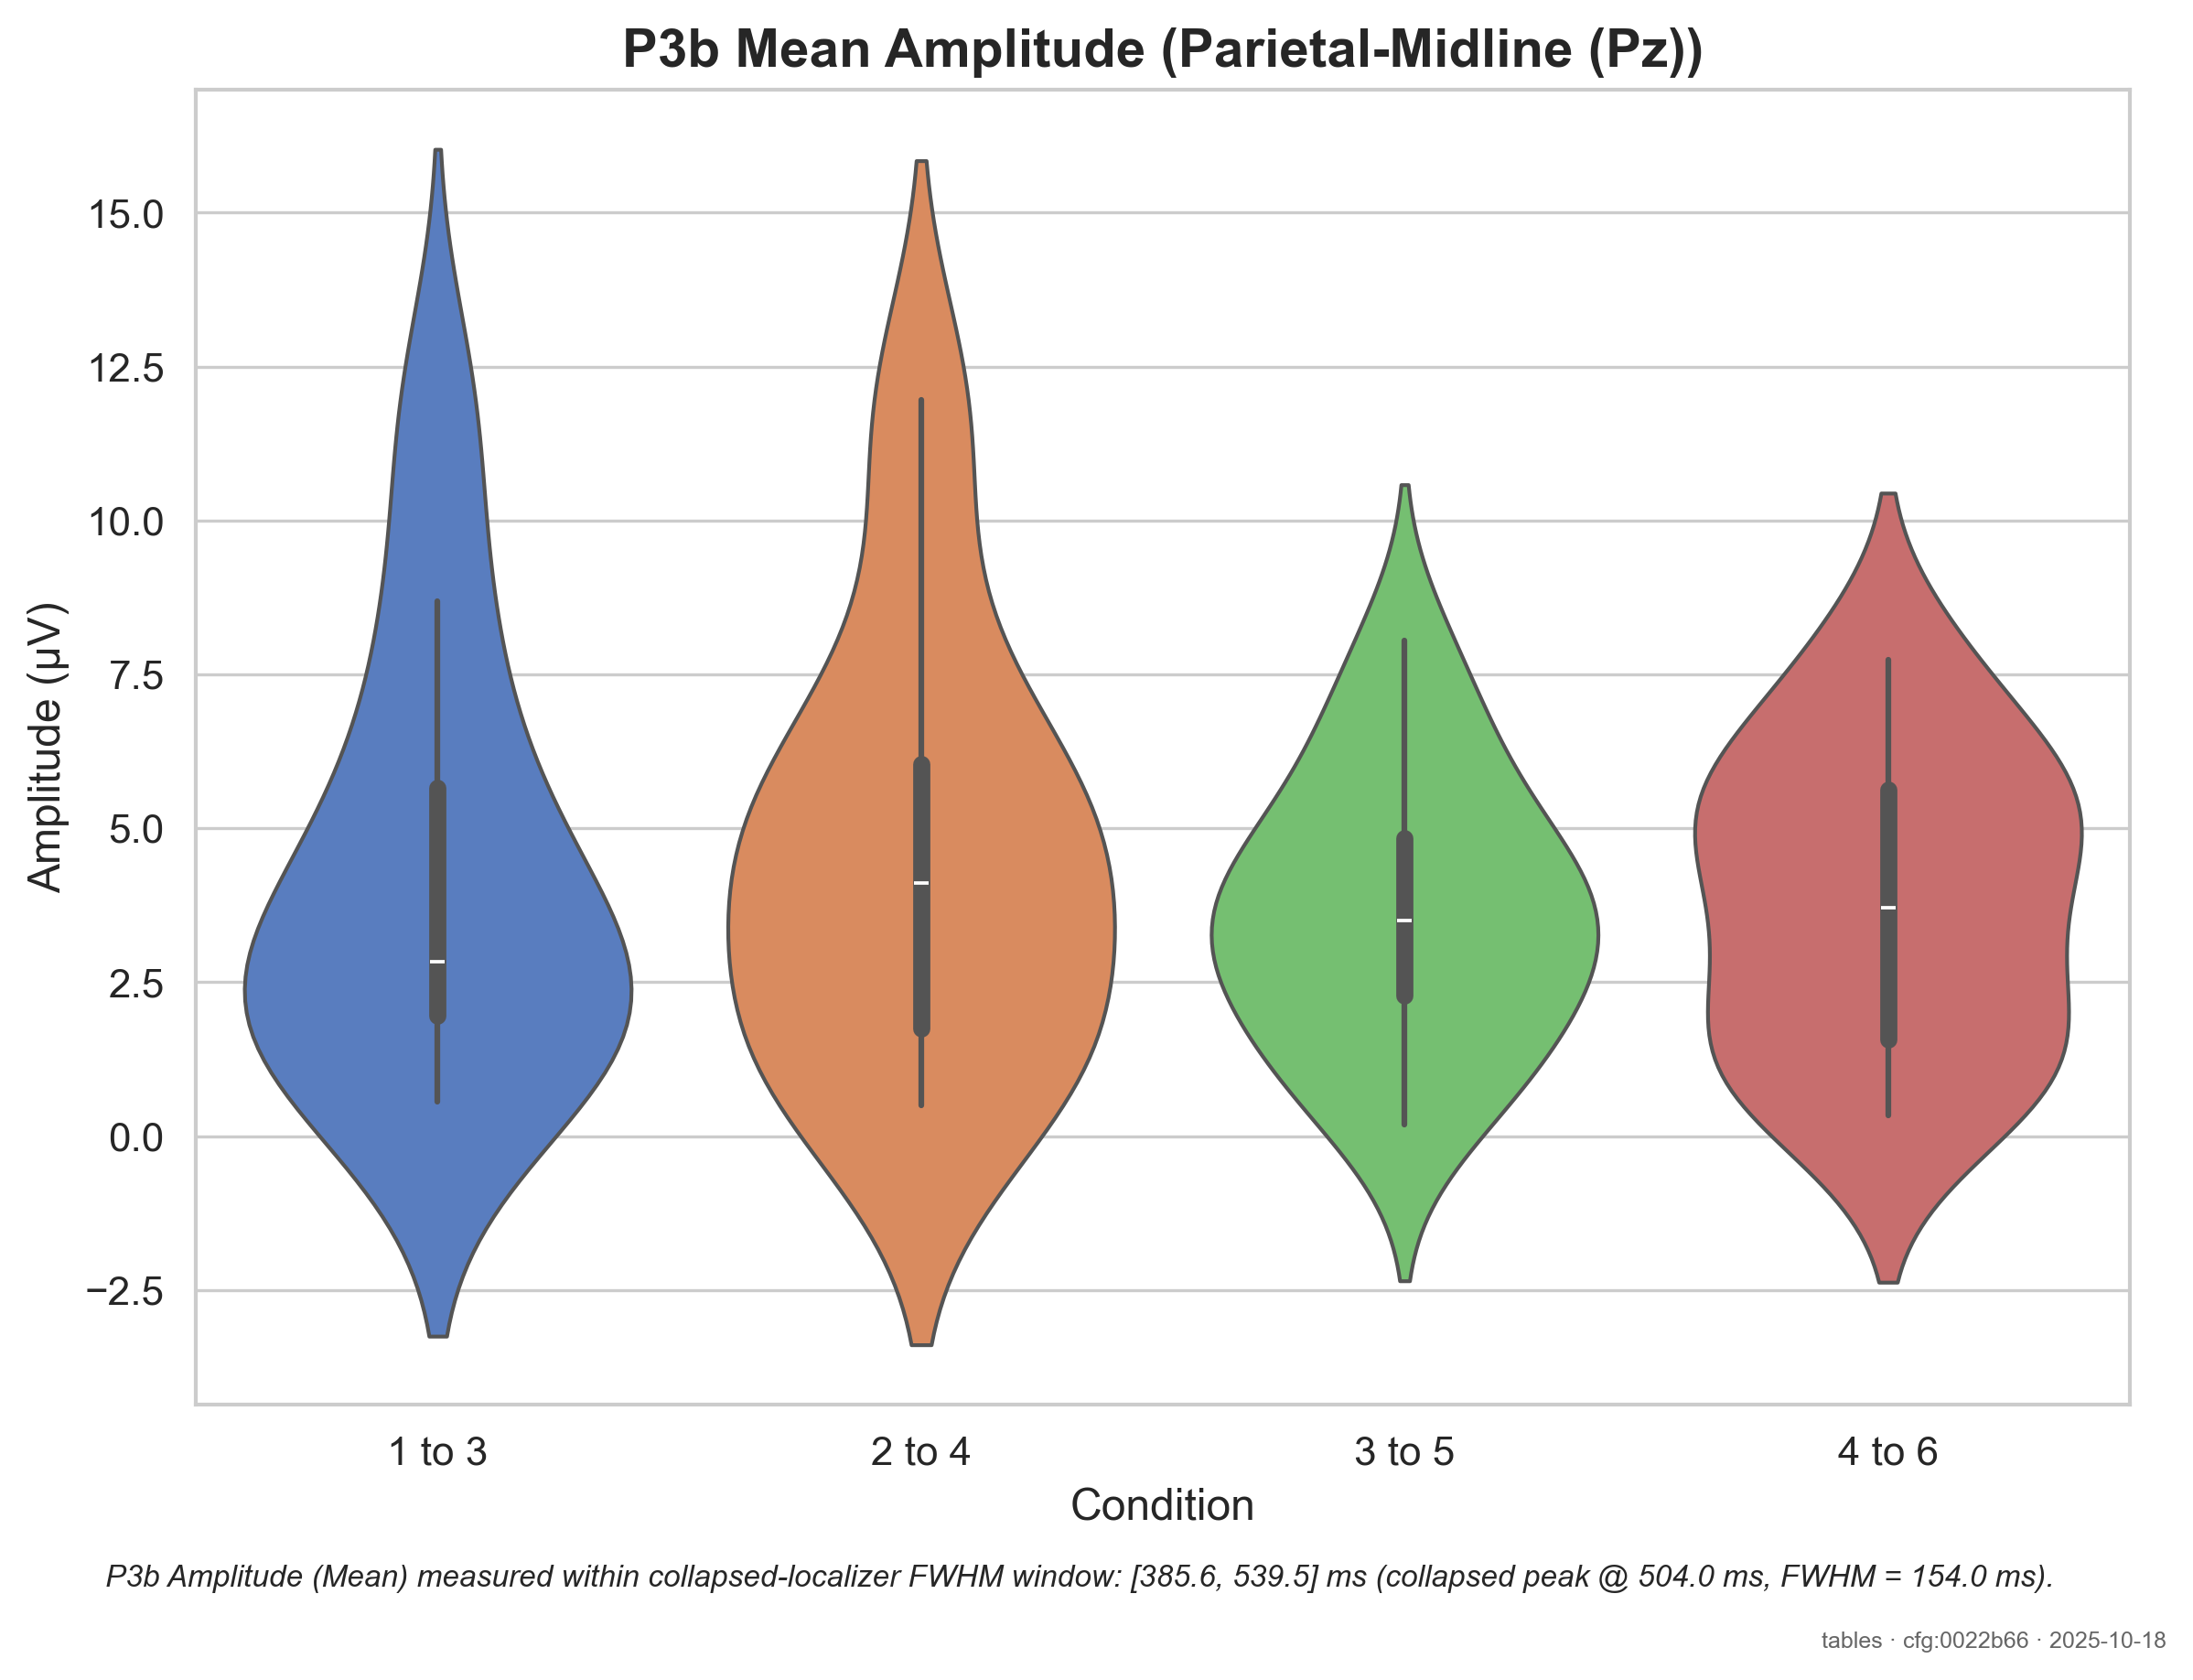 P3b Mean Amplitude (Parietal-Midline (Pz))
Amplitude (µV)
15.0
12.5
10.0
7.5
5.0
2.5
0.0
−2.5
1 to 3
2 to 4
3 to 5
4 to 6
Condition
P3b Amplitude (Mean) measured within collapsed-localizer FWHM window: [385.6, 539.5] ms (collapsed peak @ 504.0 ms, FWHM = 154.0 ms).
tables · cfg:0022b66 · 2025-10-18